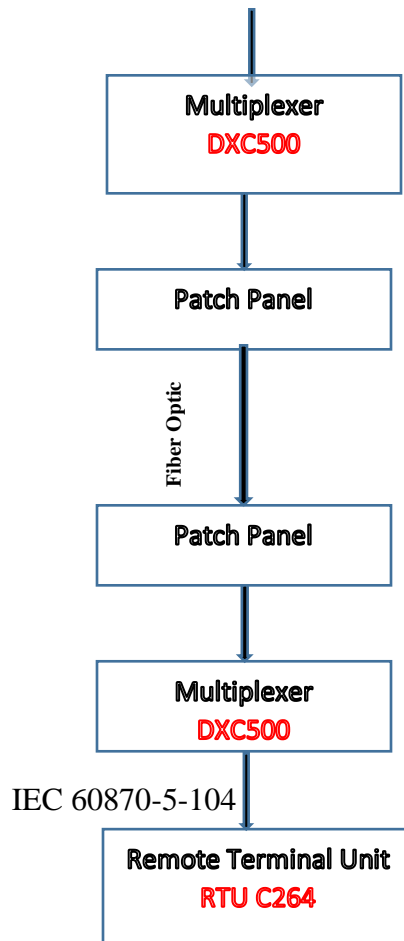 Multiplexer
DXC500
Patch Panel
Fiber Optic
Patch Panel
Multiplexer
DXC500
IEC 60870-5-104
Remote Terminal Unit
RTU C264